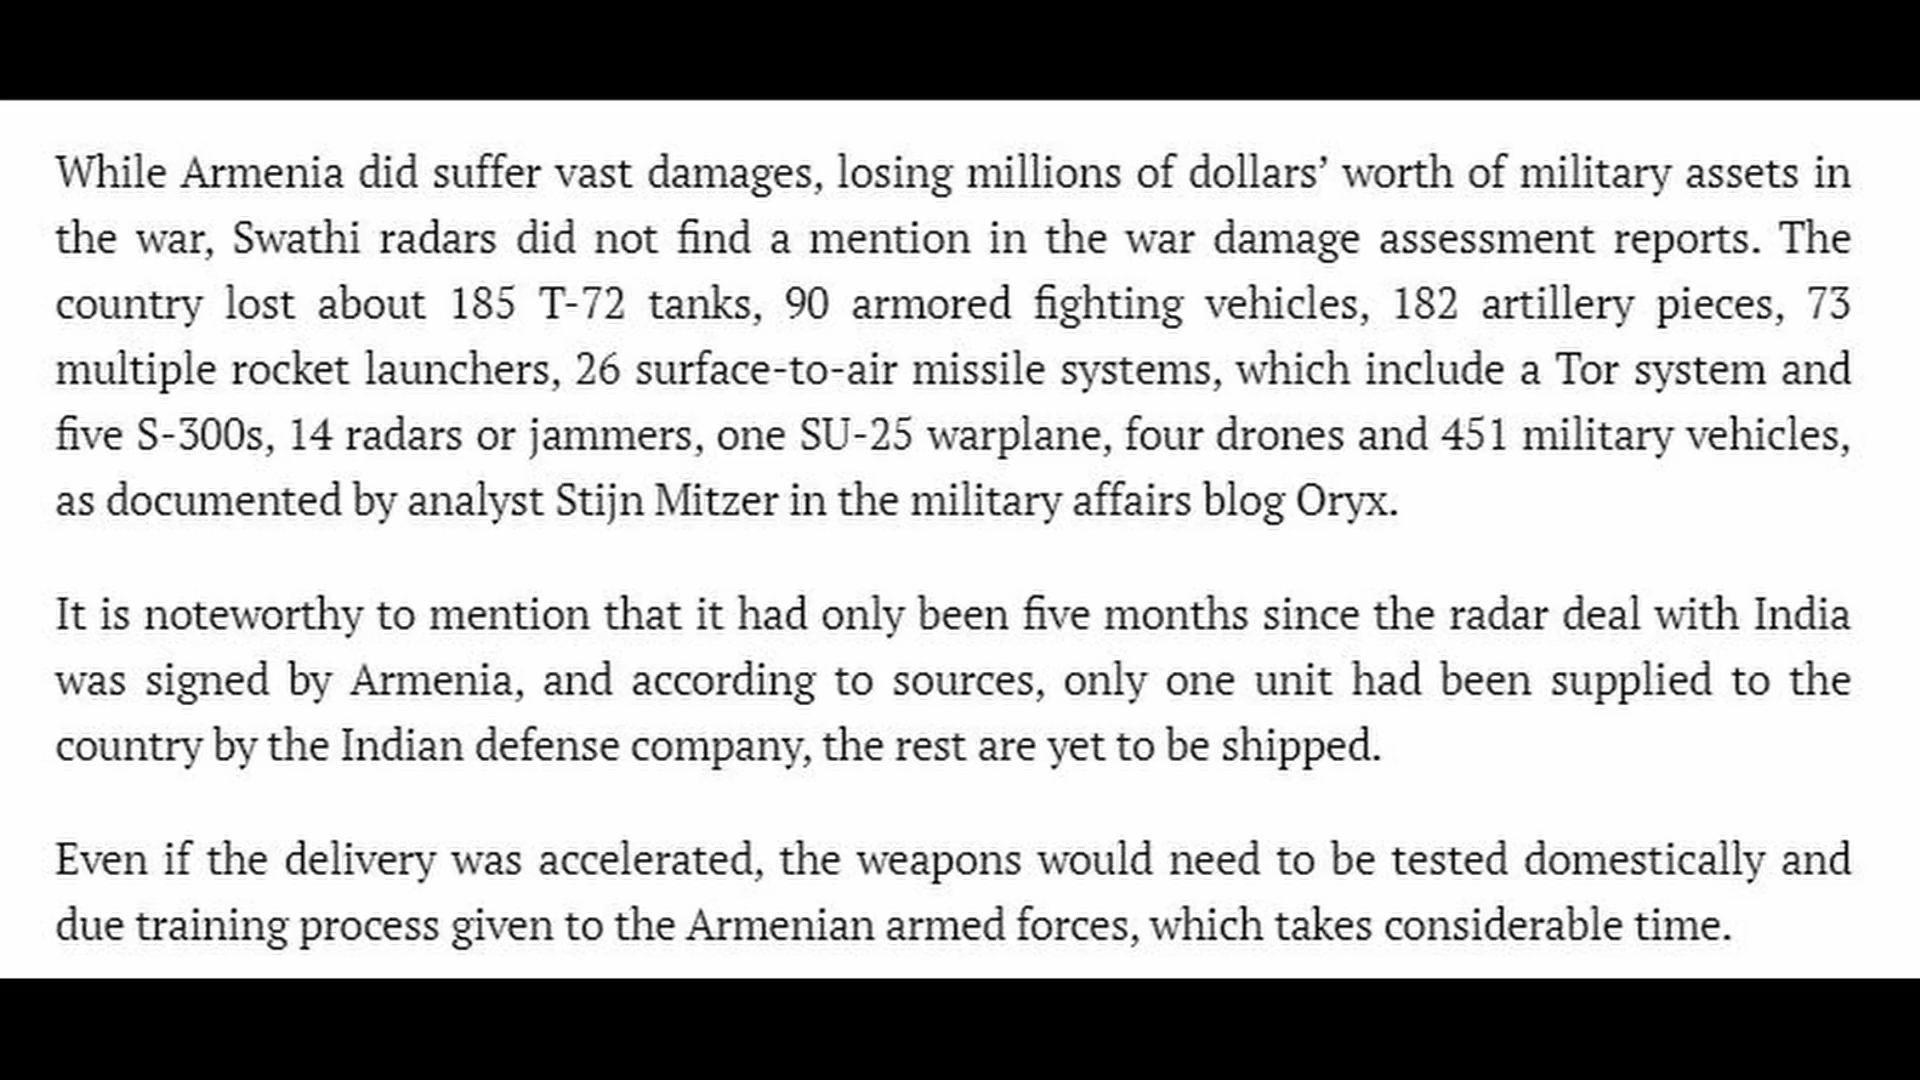 While Armenia did suffer vast damages, losing millions of dollars’ worth of military assets in
the war, Swathi radars did not find a mention in the war damage assessment reports. The
country lost about 185 T-72 tanks, 90 armored fighting vehicles, 182 artillery pieces, 73
multiple rocket launchers, 26 surface-to-air missile systems, which include a Tor system and
five S-300s, 14 radars or jammers, one SU-25 warplane, four drones and 451 military vehicles,
as documented by analyst Stijn Mitzer in the military affairs blog Oryx.
It is noteworthy to mention that it had only been five months since the radar deal with India
was signed by Armenia, and according to sources, only one unit had been supplied to the
country by the Indian defense company, the rest are yet to be shipped.
Even if the delivery was accelerated, the weapons would need to be tested domestically and
due training process given to the Armenian armed forces, which takes considerable time.